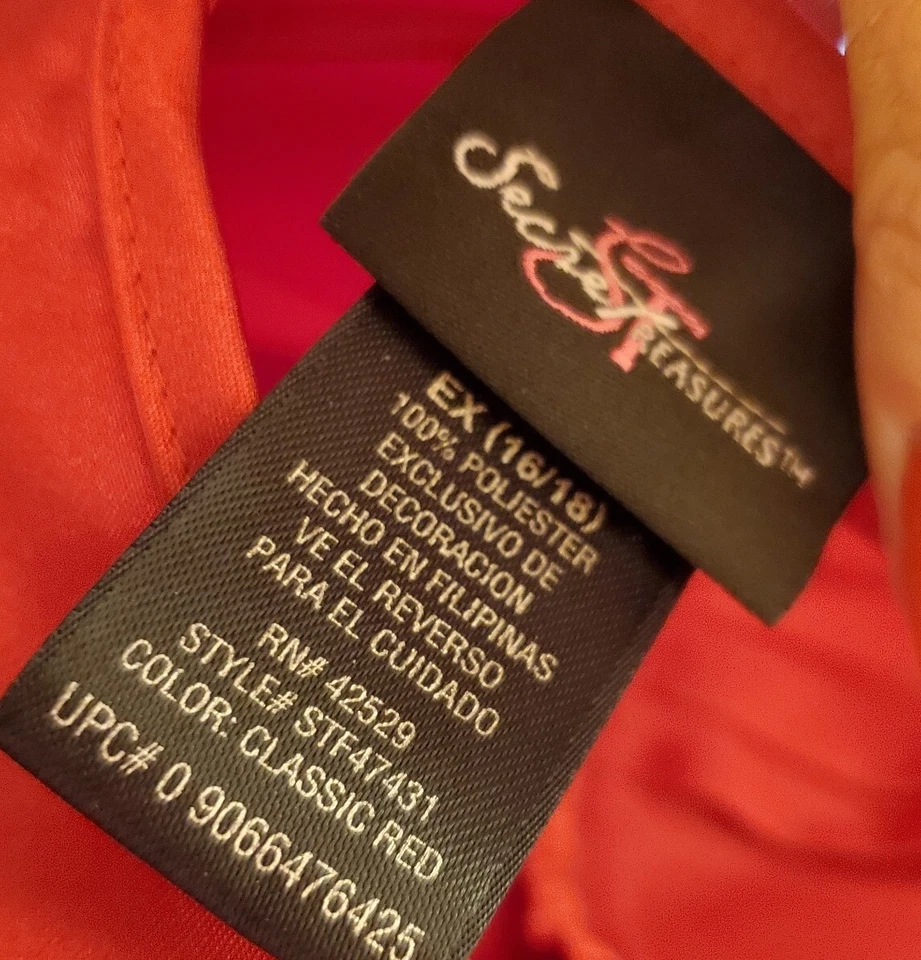 Secret
ST
TREASURES™
EX (16/18)
100% POLIESTER
EXCLUSIVO DE
DECORACION
HECHO EN FILIPINAS
VE EL REVERSO
PARA EL CUIDADO
RN# 42529
STYLE# STF47431
COLOR: CLASSIC RED
UPC# 0 9066476425